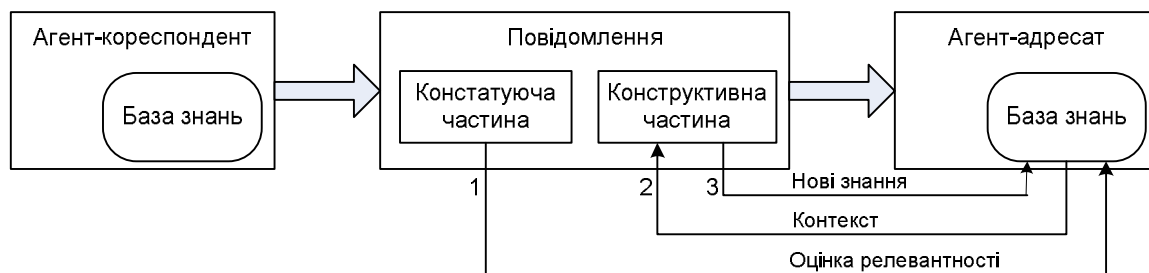 Агент-кореспондент
База знань
Повідомлення
Констатуюча
частина
Конструктивна
частина
Агент-адресат
База знань
1
2
3
Нові знання
Контекст
Оцінка релевантності